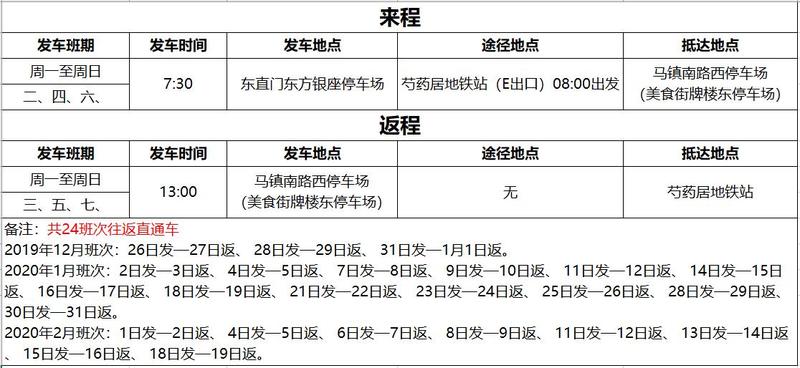 来程
发车班期 发车时间 发车地点 途径地点 抵达地点
周一至周日
二、四、六、
7:30
东直门东方银座停车场
芍药居地铁站（E出口）08:00出发
马镇南路西停车场
（美食街牌楼东停车场）
返程
发车班期 发车时间 发车地点 途径地点 抵达地点
周一至周日
三、五、七、
13:00
马镇南路西停车场
（美食街牌楼东停车场）
无
芍药居地铁站
备注：共24班次往返直通车
2019年12月班次：26日发—27日返、 28日发—29日返、 31日发—1月1日返。
2020年1月班次：2日发—3日返、 4日发—5日返、 7日发—8日返、 9日发—10日返、 11日发—12日返、 14日发—15日
返、 16日发—17日返、 18日发—19日返、 21日发—22日返、 23日发—24日返、 25日发—26日返、 28日发—29日返、
30日发—31日返。
2020年2月班次：1日发—2日返、 4日发—5日返、 6日发—7日返、 8日发—9日返、 11日发—12日返、 13日发—14日返
、 15日发—16日返、 18日发—19日返。